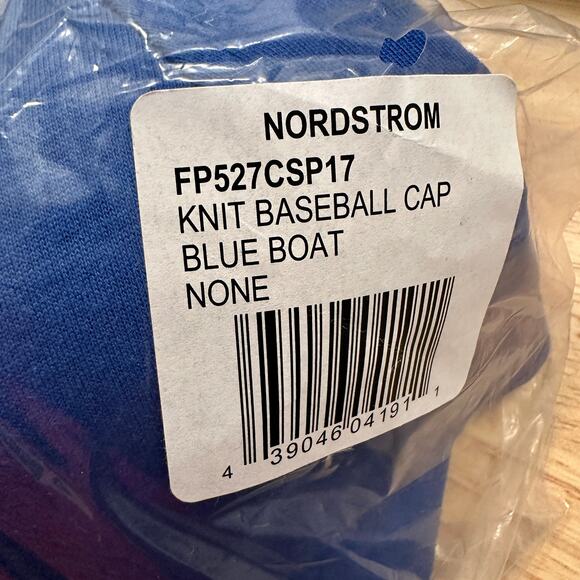 NORDSTROM
FP527CSP17
KNIT BASEBALL CAP
BLUE BOAT
NONE
4 39046 04191 1